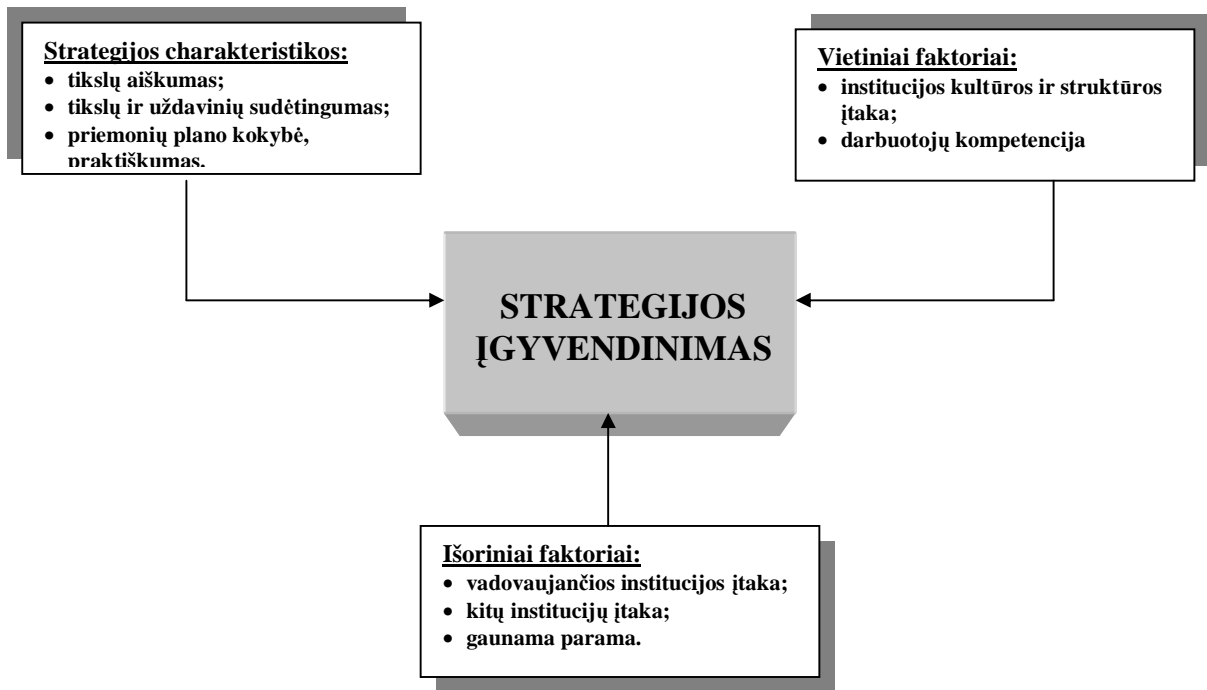 Strategijos charakteristikos:
• tikslų aiškumas;
• tikslų ir uždavinių sudėtingumas;
• priemonių plano kokybė,
praktiškumas.
Vietiniai faktoriai:
• institucijos kultūros ir struktūros
įtaka;
• darbuotojų kompetencija
STRATEGIJOS
ĮGYVENDINIMAS
Išoriniai faktoriai:
• vadovaujančios institucijos įtaka;
• kitų institucijų įtaka;
• gaunama parama.